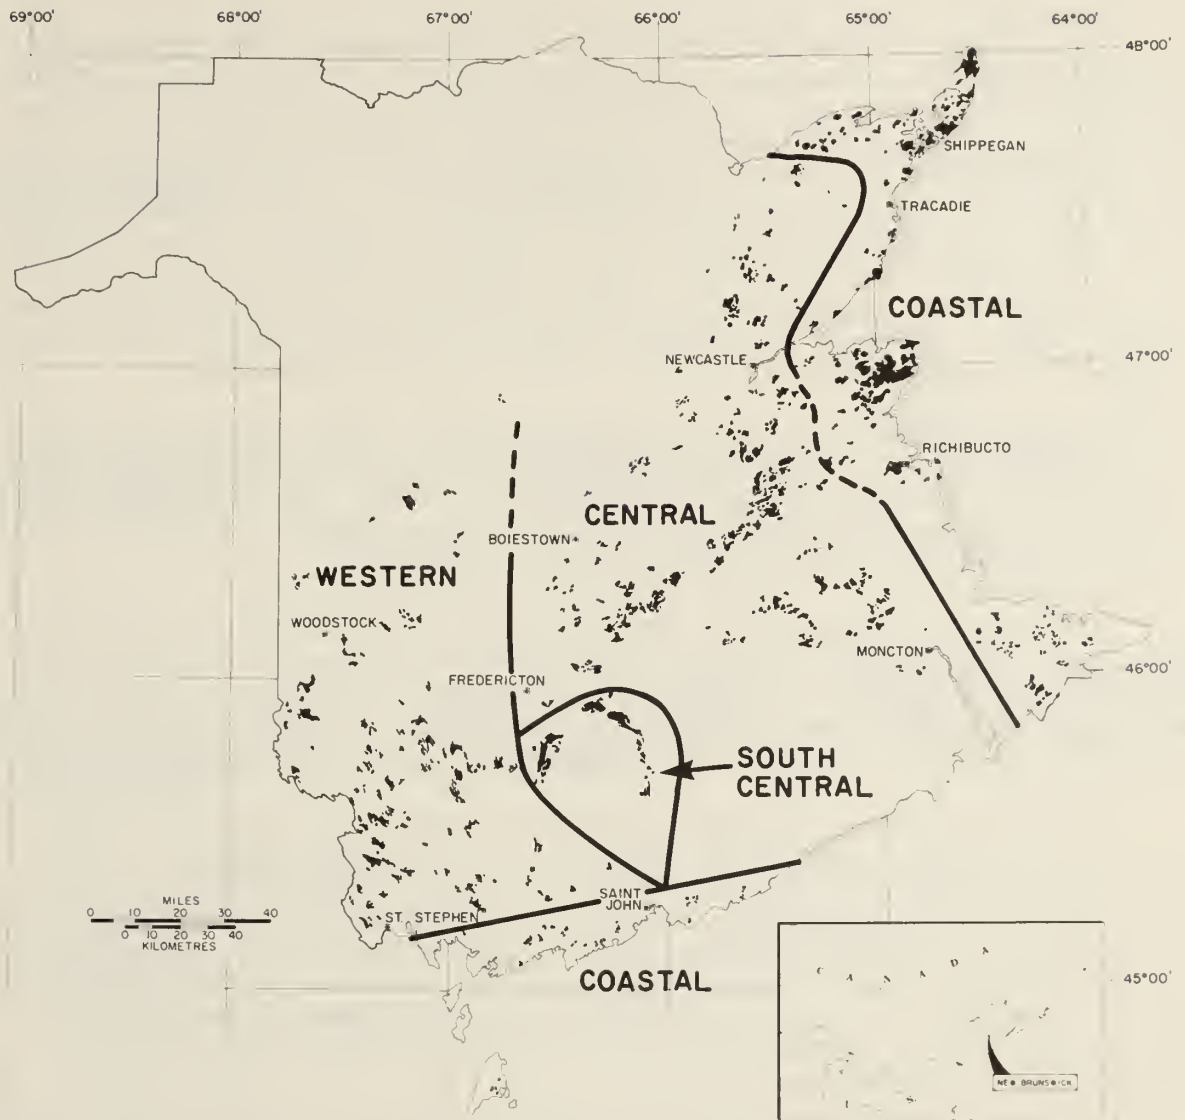 69°00'
68°00'
67°00'
66°00'
65°00'
64°00'
48°00'
SHIPPEGAN
TRACADIE
COASTAL
NEWCASTLE
47°00'
RICHIBUCTO
CENTRAL
BOIESTOWN
WESTERN
WOODSTOCK
MONCTON
46°00'
FREDERICTON
SOUTH
CENTRAL
MILES
0 10 20 30 40
0 10 20 30 40
KILOMETRES
SAINT
JOHN
ST. STEPHEN
COASTAL
45°00'
CANADA
U. S.
NEW BRUNSWICK